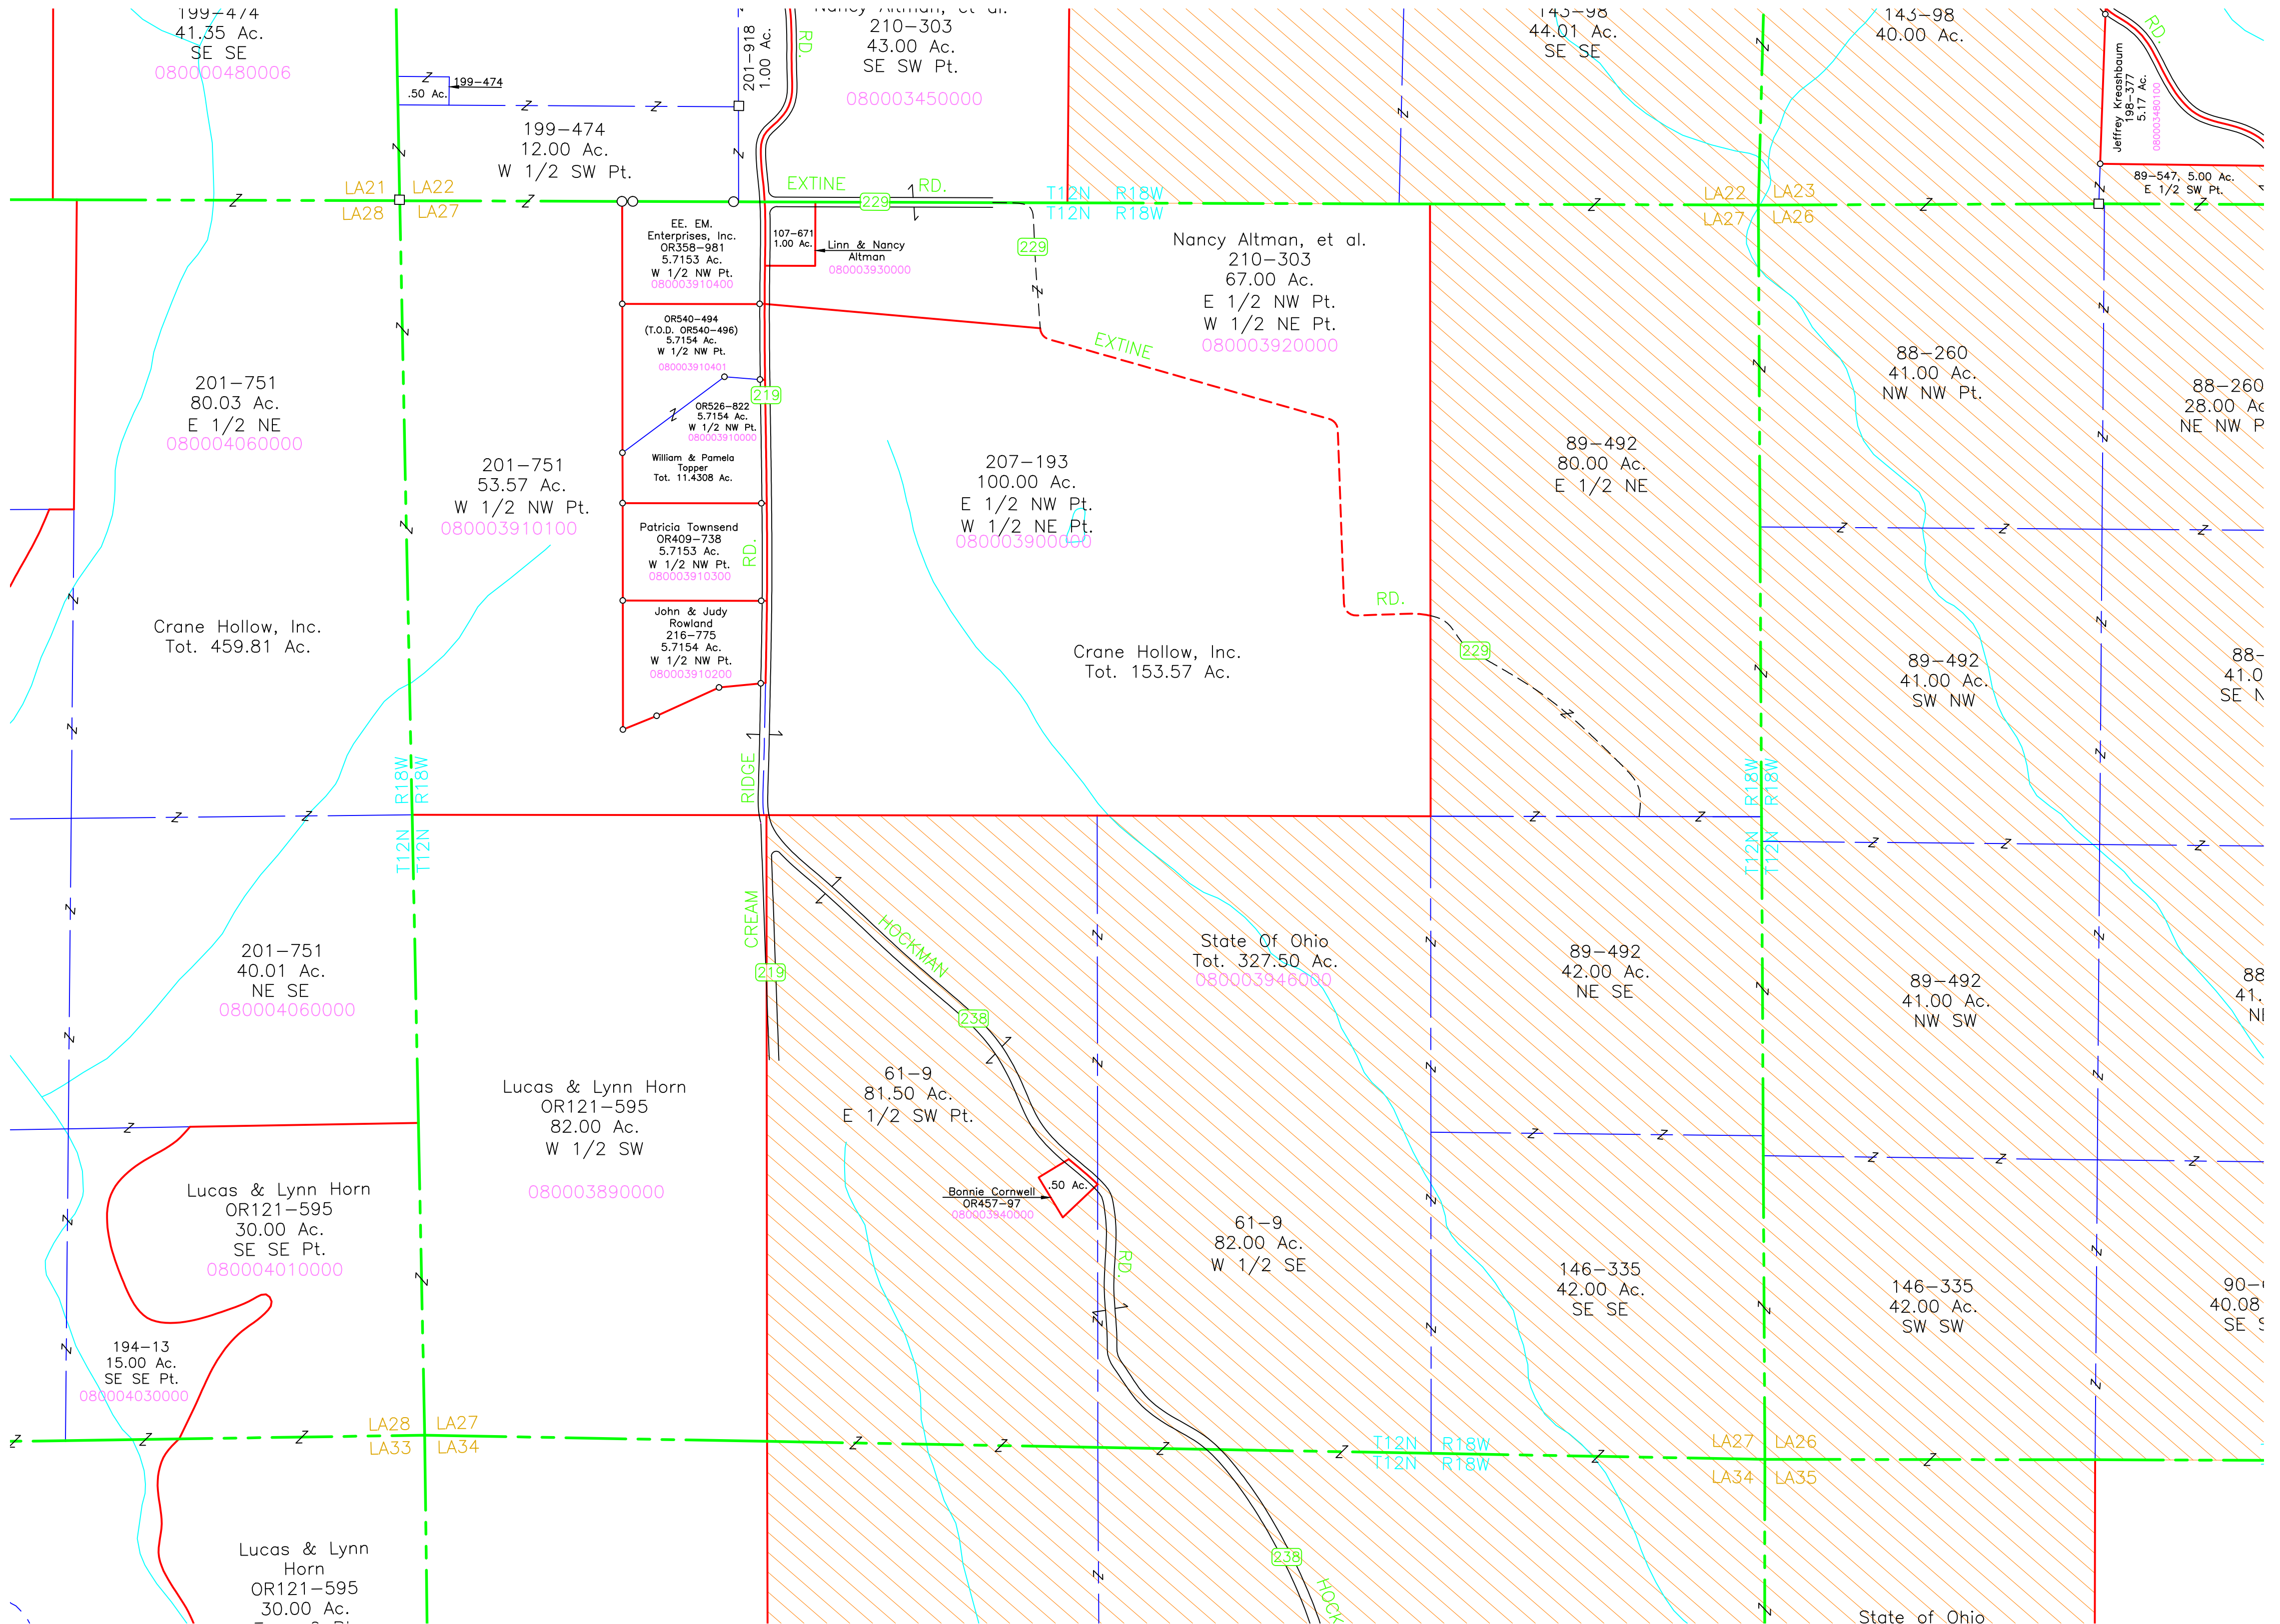 199-474
41.35 Ac.
SE SE
080000480006
199-474
.50 Ac.
199-474
12.00 Ac.
W 1/2 SW Pt.
201-918
1.00 Ac.
RD.
Nancy Altman, et al.
210-303
43.00 Ac.
SE SW Pt.
080003450000
143-98
44.01 Ac.
SE SE
143-98
40.00 Ac.
RD.
Jeffrey Kreashbaum
198-377
5.17 Ac.
080003480100
89-547, 5.00 Ac.
E 1/2 SW Pt.
LA21 LA22
LA28 LA27
EXTINE RD.
229
T12N R18W
T12N R18W
LA22 LA23
LA27 LA26
EE. EM.
Enterprises, Inc.
OR358-981
5.7153 Ac.
W 1/2 NW Pt.
080003910400
107-671
1.00 Ac.
Linn & Nancy
Altman
080003930000
229
Nancy Altman, et al.
210-303
67.00 Ac.
E 1/2 NW Pt.
W 1/2 NE Pt.
080003920000
OR540-494
(T.O.D. OR540-496)
5.7154 Ac.
W 1/2 NW Pt.
080003910401
219
EXTINE
OR526-822
5.7154 Ac.
W 1/2 NW Pt.
080003910000
William & Pamela
Topper
Tot. 11.4308 Ac.
201-751
80.03 Ac.
E 1/2 NE
080004060000
201-751
53.57 Ac.
W 1/2 NW Pt.
080003910100
207-193
100.00 Ac.
E 1/2 NW Pt.
W 1/2 NE Pt.
080003900000
89-492
80.00 Ac.
E 1/2 NE
88-260
41.00 Ac.
NW NW Pt.
88-260
28.00 Ac
NE NW P
Patricia Townsend
OR409-738
5.7153 Ac.
W 1/2 NW Pt.
080003910300
RD.
John & Judy
Rowland
216-775
5.7154 Ac.
W 1/2 NW Pt.
080003910200
RD.
229
Crane Hollow, Inc.
Tot. 459.81 Ac.
Crane Hollow, Inc.
Tot. 153.57 Ac.
89-492
41.00 Ac.
SW NW
88-
41.0
SE N
T12N R18W
T12N R18W
RIDGE
T12N R18W
T12N R18W
CREAM
219
HOCKMAN
238
201-751
40.01 Ac.
NE SE
080004060000
State Of Ohio
Tot. 327.50 Ac.
080003946000
89-492
42.00 Ac.
NE SE
89-492
41.00 Ac.
NW SW
88
41.
NE
Lucas & Lynn Horn
OR121-595
82.00 Ac.
W 1/2 SW
080003890000
61-9
81.50 Ac.
E 1/2 SW Pt.
Bonnie Cornwell
OR457-97
080003940000
.50 Ac.
RD.
Lucas & Lynn Horn
OR121-595
30.00 Ac.
SE SE Pt.
080004010000
61-9
82.00 Ac.
W 1/2 SE
146-335
42.00 Ac.
SE SE
146-335
42.00 Ac.
SW SW
90-
40.08
SE S
194-13
15.00 Ac.
SE SE Pt.
080004030000
LA28 LA27
LA33 LA34
T12N R18W
T12N R18W
LA27 LA26
LA34 LA35
238
HOCK
Lucas & Lynn
Horn
OR121-595
30.00 Ac.
State of Ohio